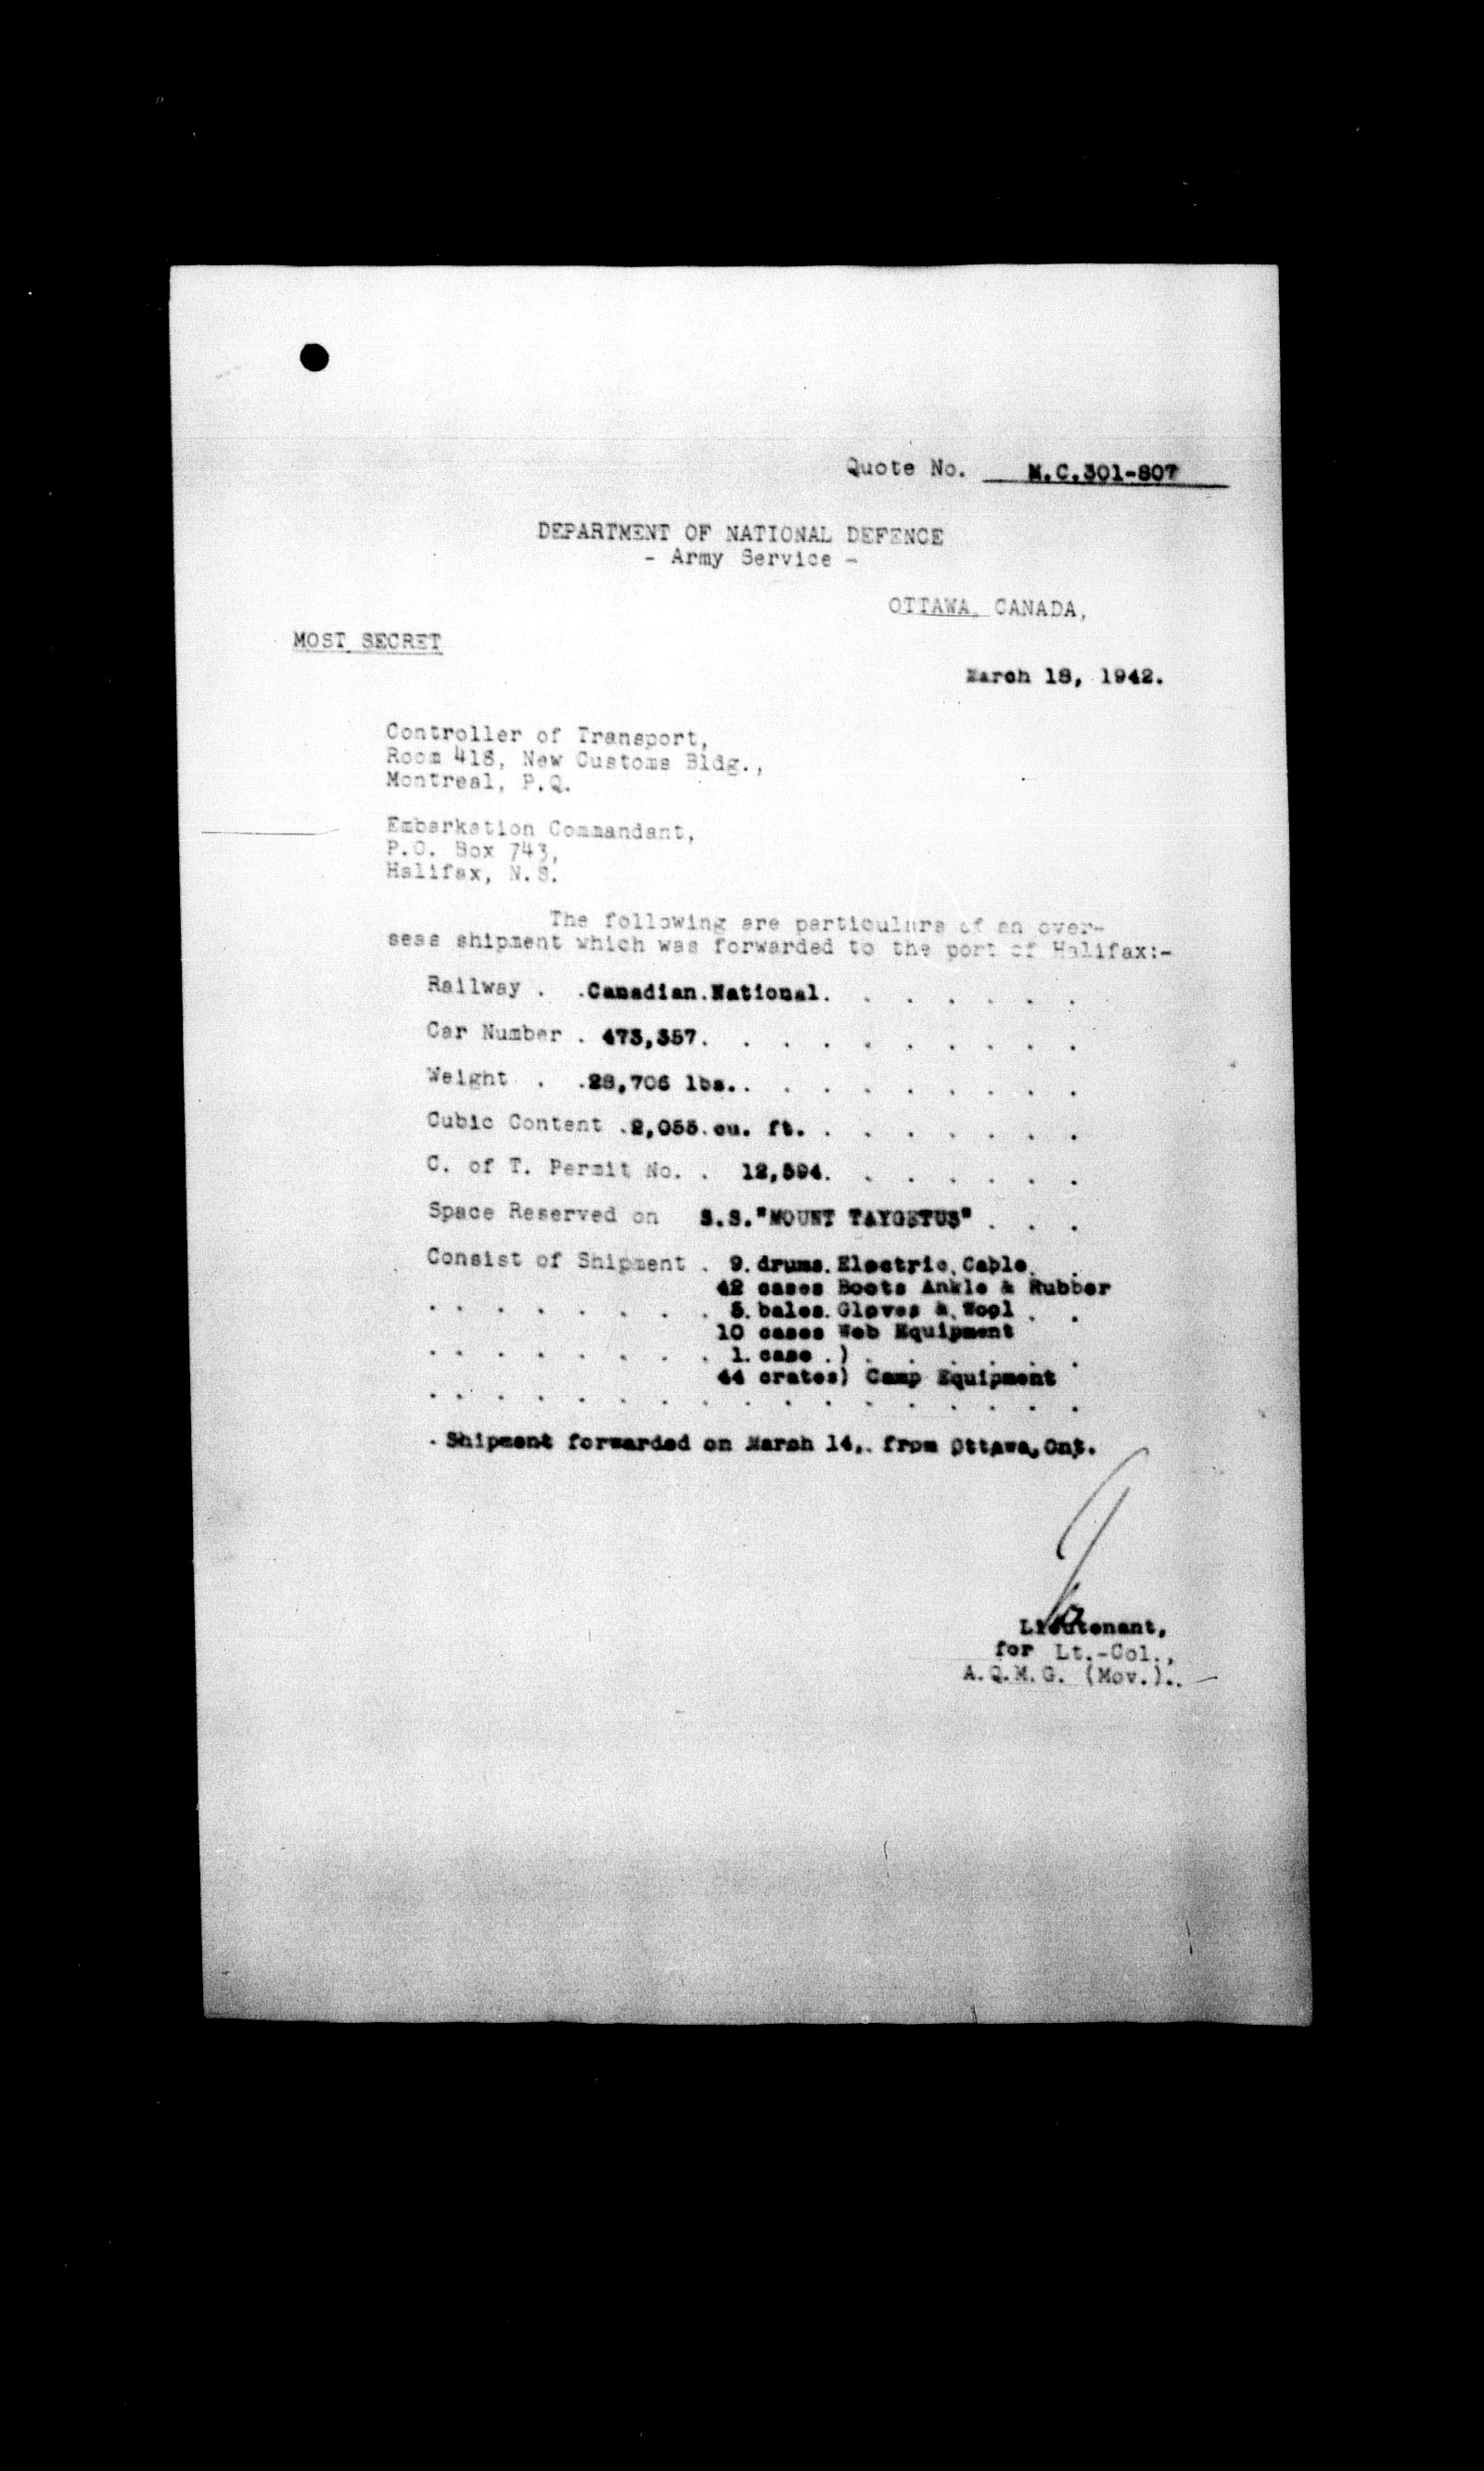 Quote No. M.C.301-807
DEPARTMENT OF NATIONAL DEFENCE
- Army Service -
OTTAWA, CANADA,
MOST SECRET
March 18, 1942.
Controller of Transport,
Room 418, New Customs Bldg.,
Montreal, P.Q.
Embarkation Commandant,
P.O. Box 743,
Halifax, N.S.
The following are particulars of an over-
seas shipment which was forwarded to the port of Halifax:-
Railway . .Canadian.National. . . . . . .
Car Number . 473,357. . . . . . . . . .
Weight . .28,706 lbs.. . . . . . . . .
Cubic Content .2,055.cu. ft. . . . . . . .
C. of T. Permit No. . 12,594. . . . . . .
Space Reserved on S.S."MOUNT TAYGETUS" . . .
Consist of Shipment . 9. drums. Electric. Cable. .
42 cases Boots Ankle & Rubber
. . . . . . . . 5. bales. Gloves &. Wool . .
10 cases Web Equipment
. . . . . . . . 1. case .) . . . . . .
44 crates) Camp Equipment
. . . . . . . . . . . . . . . . .
. Shipment forwarded on March 14,. from Ottawa,Ont.
Lieutenant,
for Lt.-Col.,
A.Q.M.G. (Mov.)..